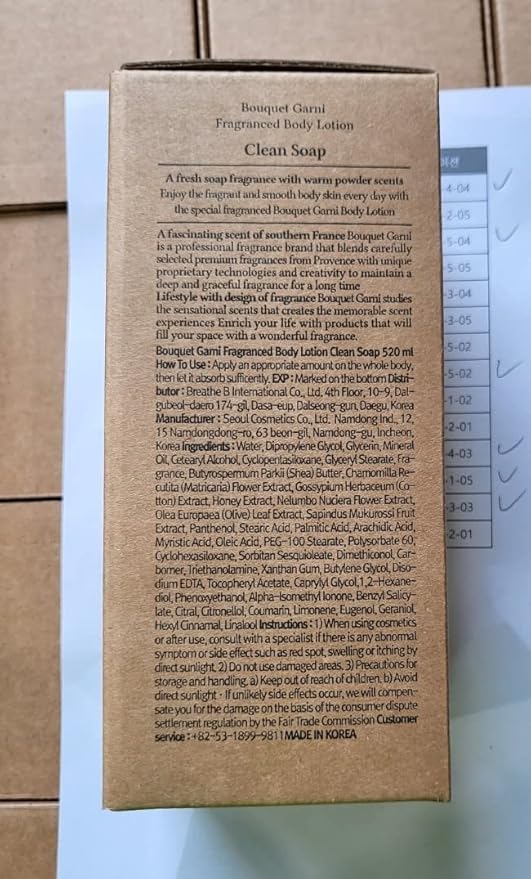 Bouquet Garni
Fragranced Body Lotion
Clean Soap
A fresh soap fragrance with warm powder scents
Enjoy the fragrant and smooth body skin every day with
the special fragranced Bouquet Garni Body Lotion
A fascinating scent of southern France Bouquet Garni
is a professional fragrance brand that blends carefully
selected premium fragrances from Provence with unique
proprietary technologies and creativity to maintain a
deep and graceful fragrance for a long time
Lifestyle with design of fragrance Bouquet Garni studies
the sensational scents that creates the memorable scent
experiences Enrich your life with products that will
fill your space with a wonderful fragrance.
Bouquet Garni Fragranced Body Lotion Clean Soap 520 ml
How To Use : Apply an appropriate amount on the whole body,
then let it absorb sufficently. EXP : Marked on the bottom Distri-
butor : Breathe B International Co., Ltd. 4th Floor, 10-9, Dal-
gubeol-daero 174-gil, Dasa-eup, Dalseong-gun, Daegu, Korea
Manufacturer : Seoul Cosmetics Co., Ltd. Namdong Ind., 12,
15 Namdongdong-ro, 63 beon-gil, Namdong-gu, Incheon,
Korea Ingredients : Water, Dipropylene Glycol, Glycerin, Mineral
Oil, Cetearyl Alcohol, Cyclopentasiloxane, Glyceryl Stearate, Fra-
grance, Butyrospermum Parkii (Shea) Butter, Chamomilla Re-
cutita (Matricaria) Flower Extract, Gossypium Herbaceum (Co-
tton) Extract, Honey Extract, Nelumbo Nuciera Flower Extract,
Olea Europaea (Olive) Leaf Extract, Sapindus Mukurossi Fruit
Extract, Panthenol, Stearic Acid, Palmitic Acid, Arachidic Acid,
Myristic Acid, Oleic Acid, PEG-100 Stearate, Polysorbate 60,
Cyclohexasiloxane, Sorbitan Sesquioleate, Dimethiconol, Car-
bomer, Triethanolamine, Xanthan Gum, Butylene Glycol, Diso-
dium EDTA, Tocopheryl Acetate, Caprylyl Glycol,1,2-Hexane-
diol, Phenoxyethanol, Alpha-Isomethyl Ionone, Benzyl Salicy-
late, Citral, Citronellol, Coumarin, Limonene, Eugenol, Geraniol,
Hexyl Cinnamal, Linalool Instructions : 1) When using cosmetics
or after use, consult with a specialist if there is any abnormal
symptom or side effect such as red spot, swelling or itching by
direct sunlight, 2) Do not use damaged areas. 3) Precautions for
storage and handling, a) Keep out of reach of children. b) Avoid
direct sunlight · If unlikely side effects occur, we will compen-
sate you for the damage on the basis of the consumer dispute
settlement regulation by the Fair Trade Commission Customer
service : +82-53-1899-9811 MADE IN KOREA
이션
-4-04
2-05
-5-04
5-05
-3-04
-3-05
5-02
-5-02
1-02
-2-01
-4-03
-1-05
-3-03
-2-01